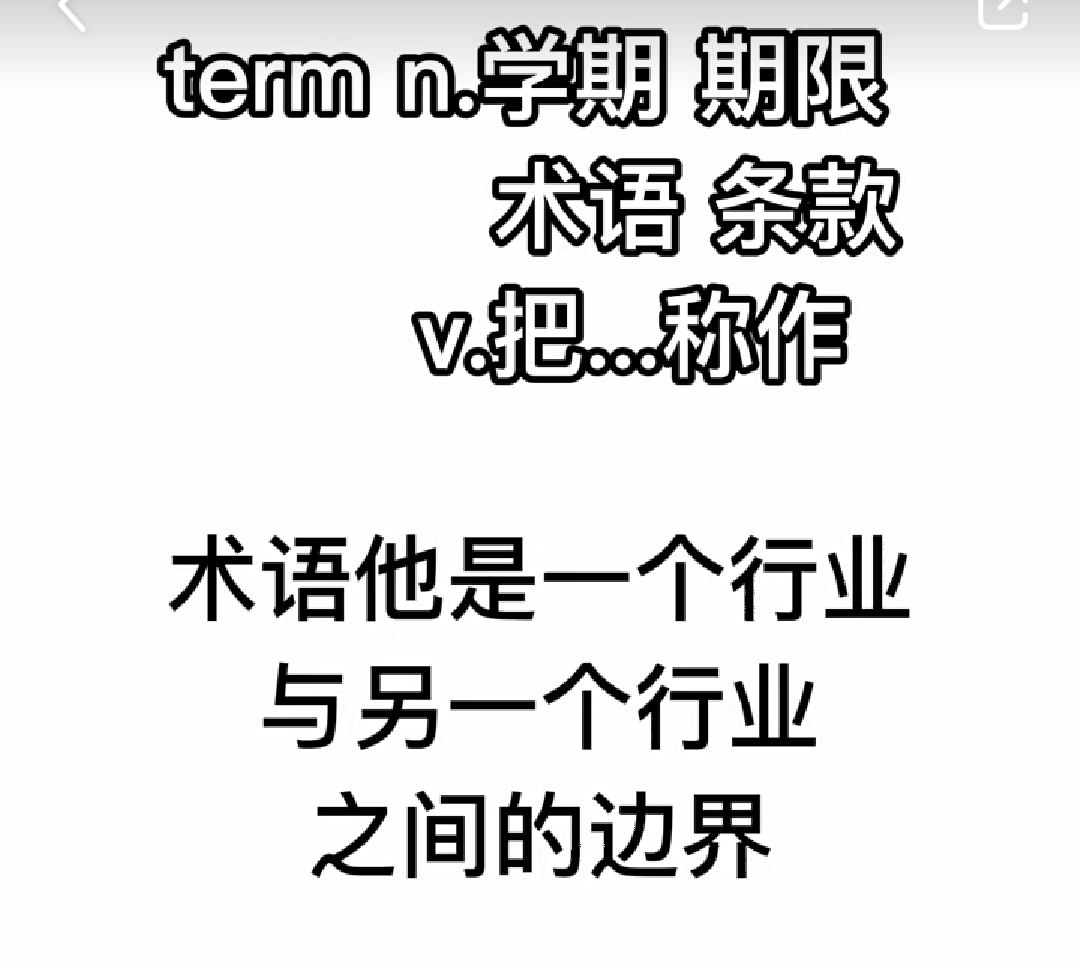 term n.学期 期限
术语 条款
v.把...称作
术语他是一个行业
与另一个行业
之间的边界